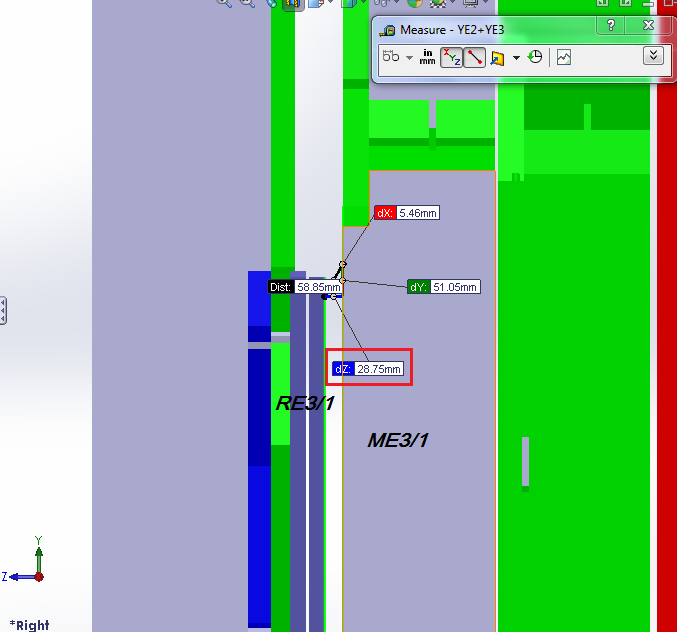 Measure - YE2+YE3
?
in
mm
X
Y
Z
dX: 5.46mm
Dist: 58.85mm
dY: 51.05mm
dZ: 28.75mm
RE3/1
ME3/1
Y
Z
*Right